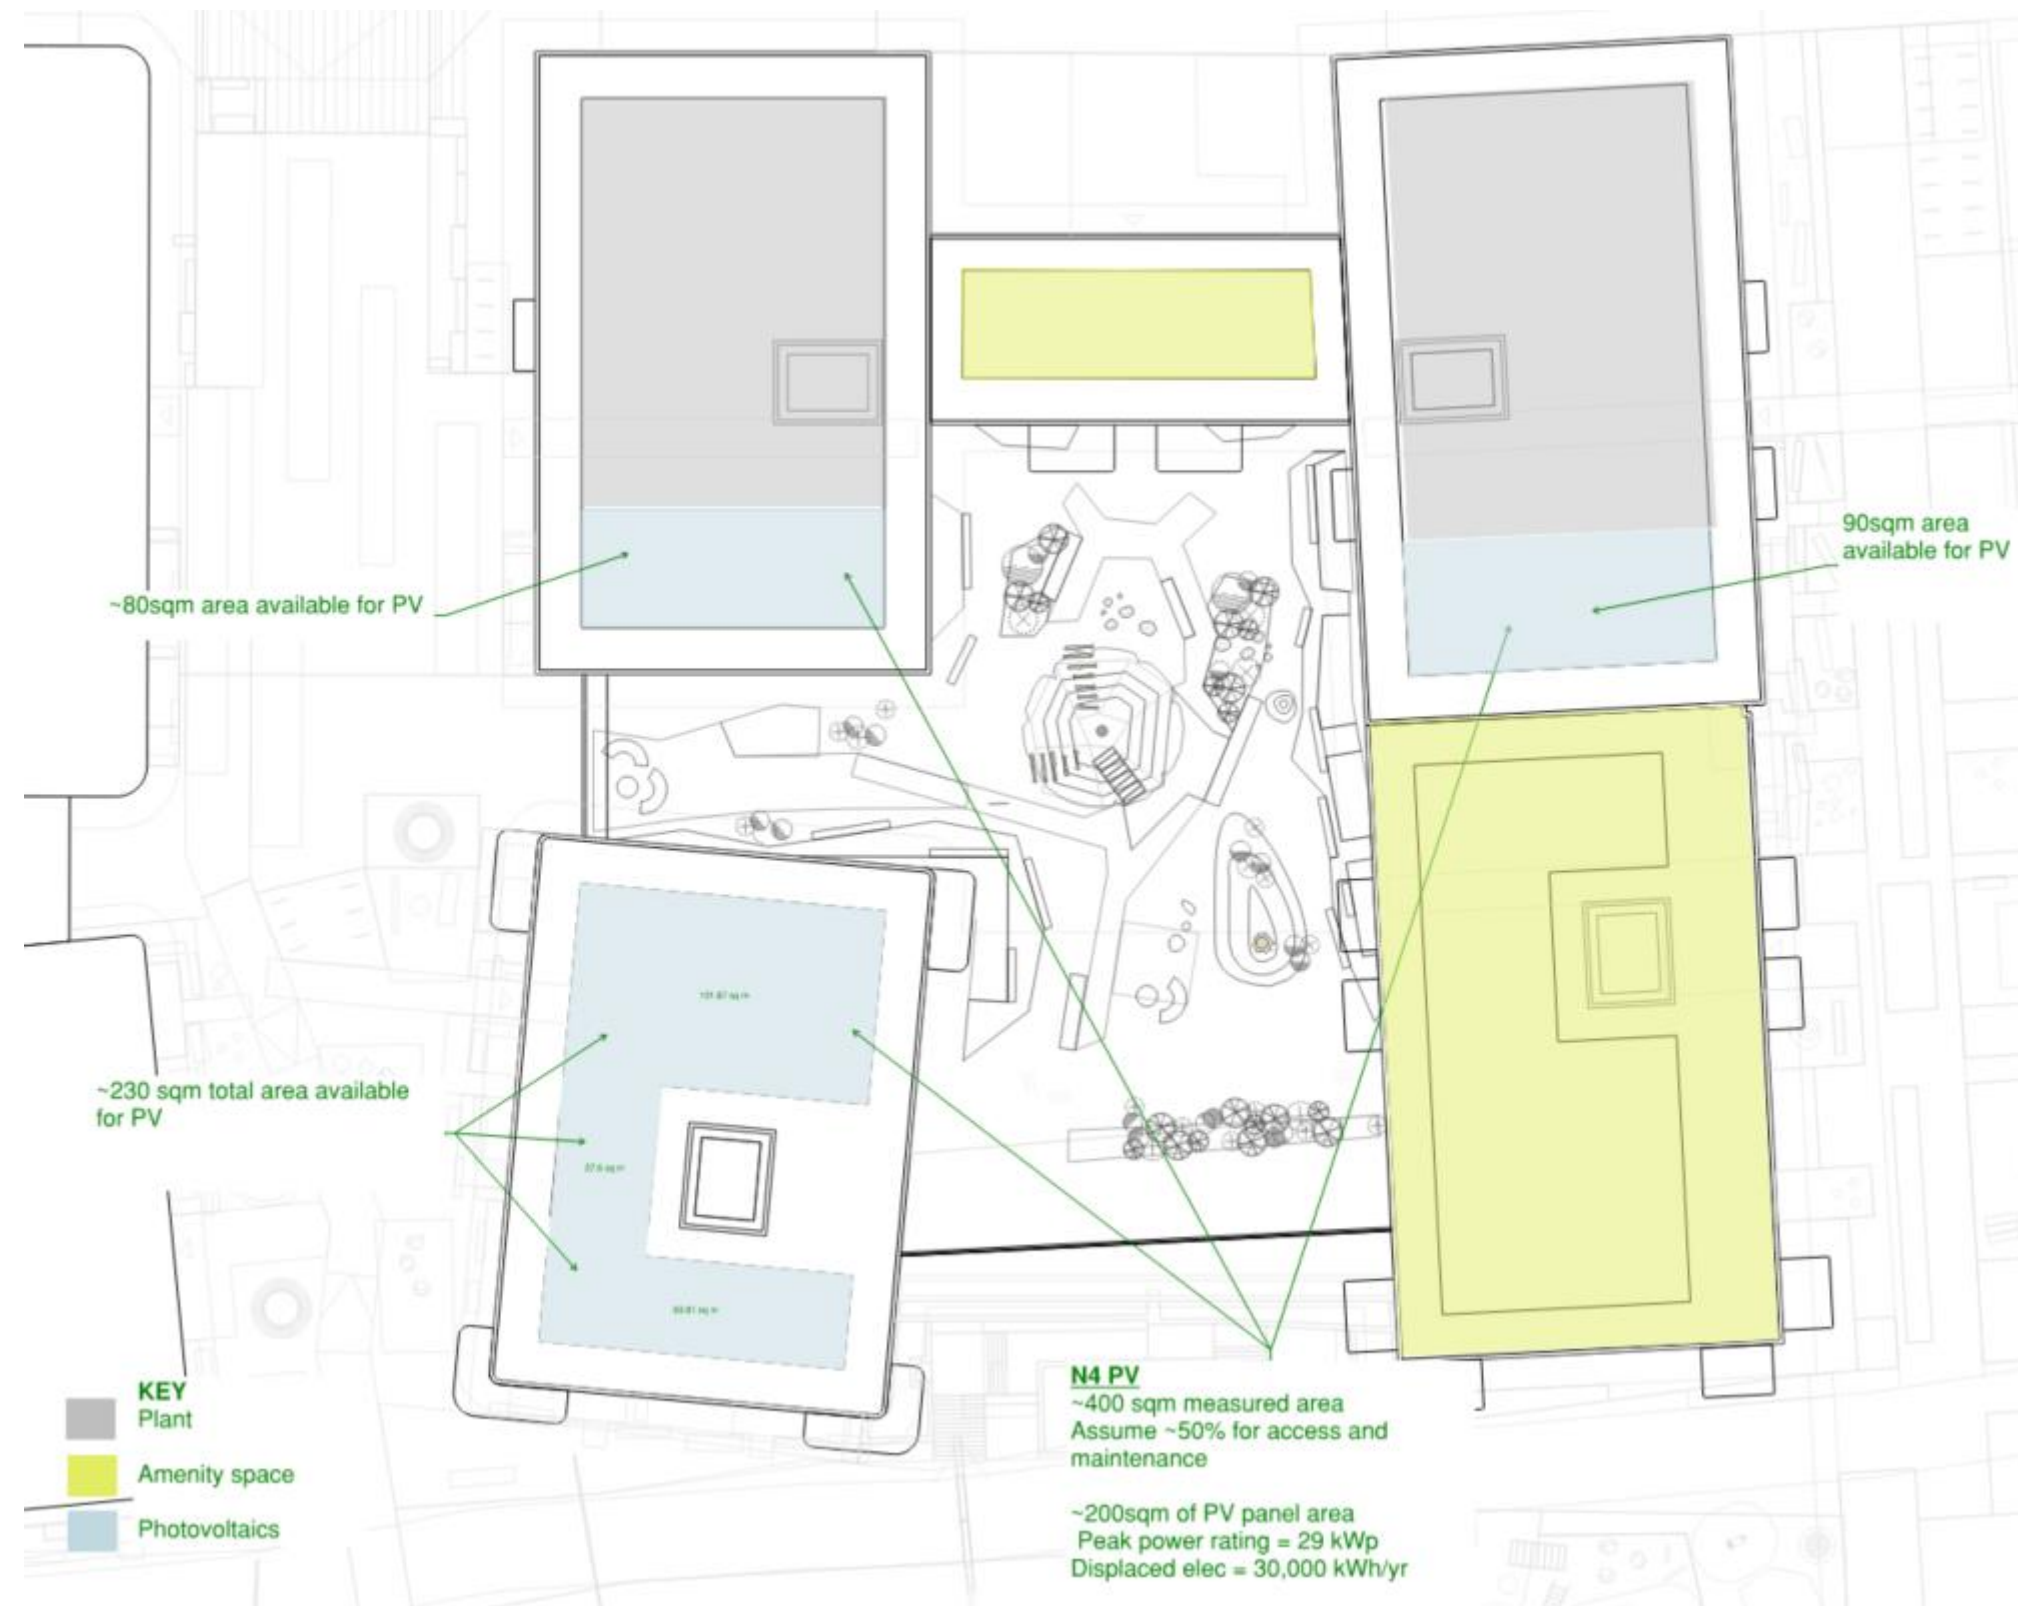 ~80sqm area available for PV
90sqm area
available for PV
~230 sqm total area available
for PV
KEY
Plant
Amenity space
Photovoltaics
N4 PV
~400 sqm measured area
Assume ~50% for access and
maintenance
~200sqm of PV panel area
Peak power rating = 29 kWp
Displaced elec = 30,000 kWh/yr